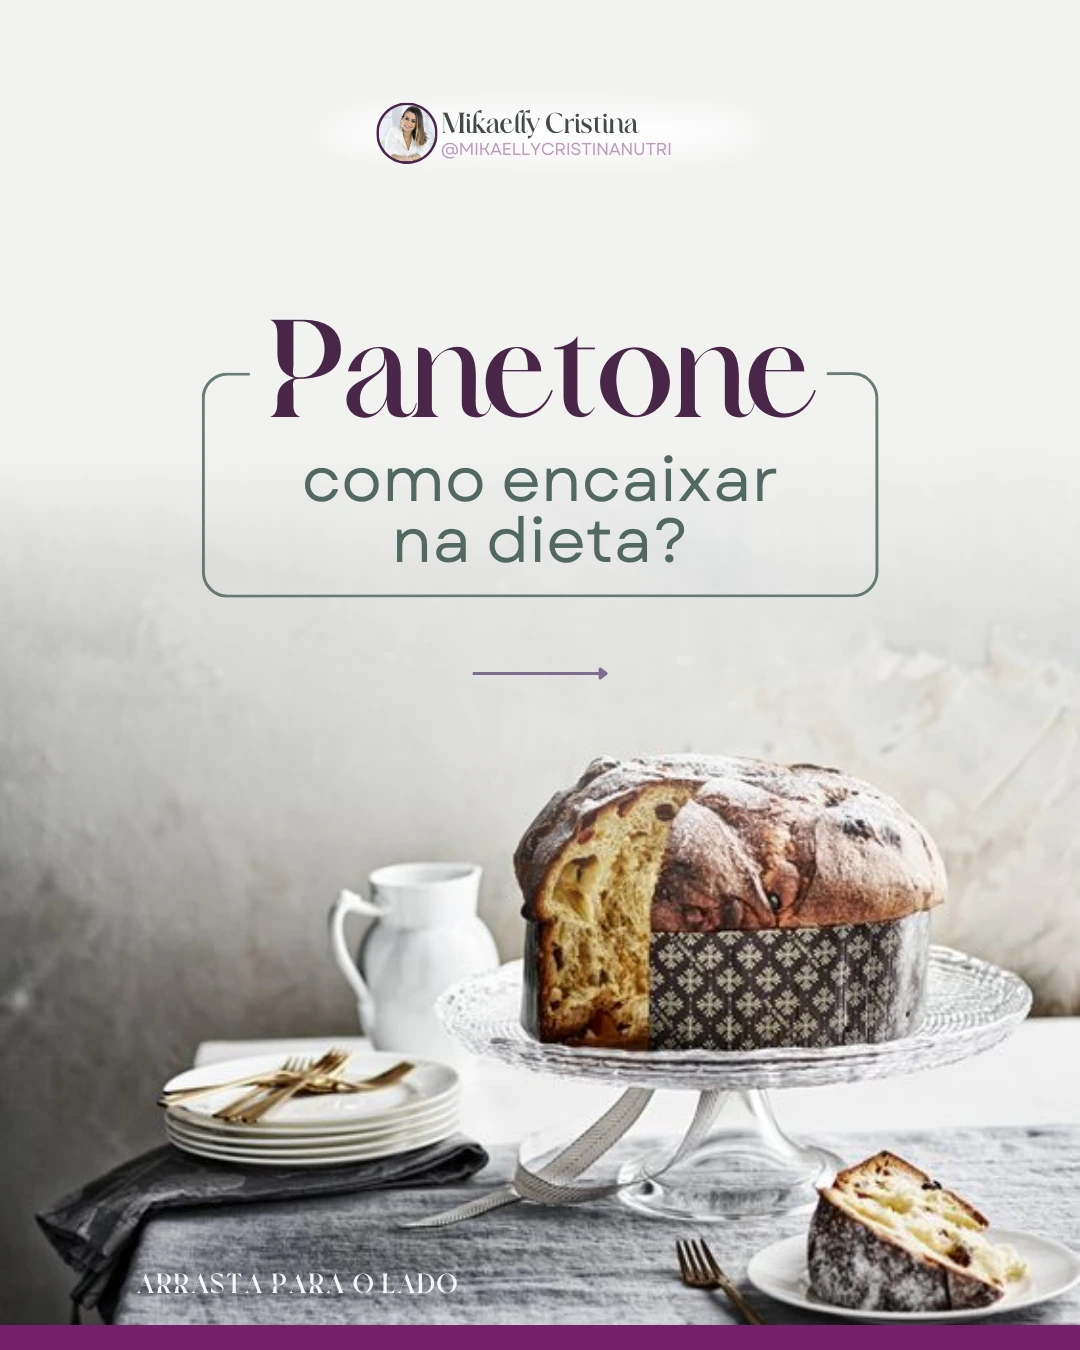 Mikaelly Cristina
@MIKAELLYCRISTINANUTRI
Panetone
como encaixar
na dieta?
ARRASTA PARA O LADO